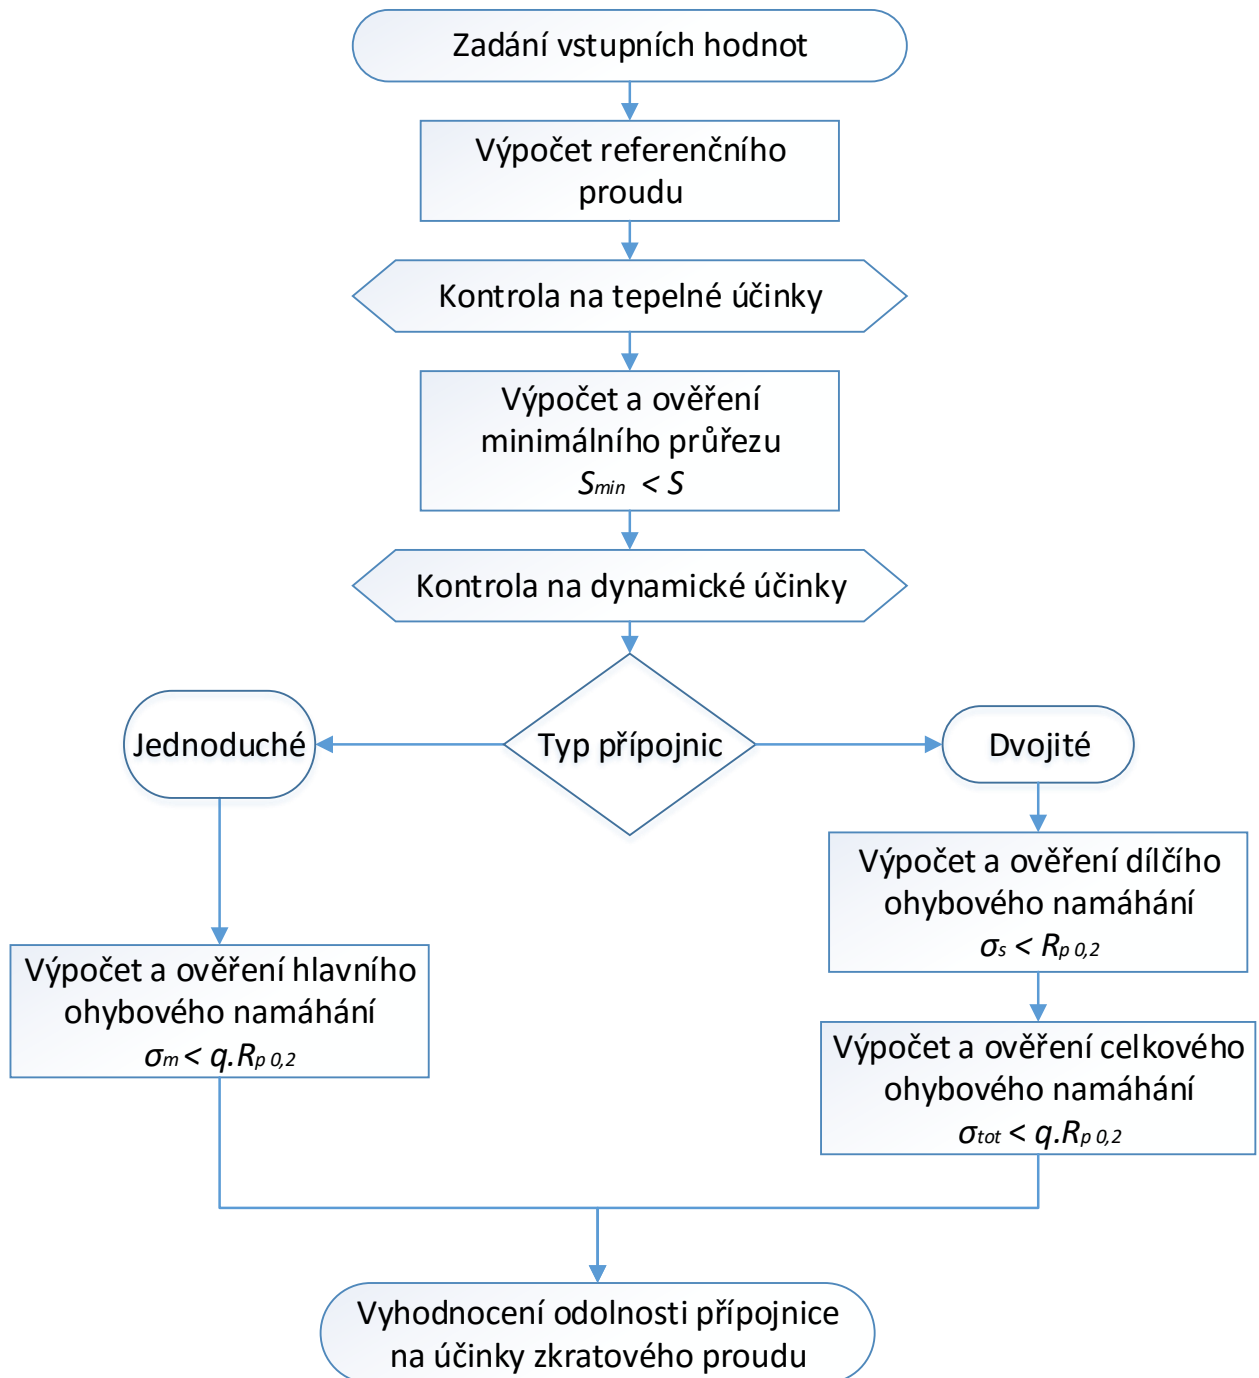 Zadání vstupních hodnot
Výpočet referenčního
proudu
Kontrola na tepelné účinky
Výpočet a ověření
minimálního průřezu
Smin < S
Kontrola na dynamické účinky
Typ přípojnic
Jednoduché
Dvojité
Výpočet a ověření dílčího
ohybového namáhání
σs < Rp 0,2
Výpočet a ověření hlavního
ohybového namáhání
σm < q.Rp 0,2
Výpočet a ověření celkového
ohybového namáhání
σtot < q.Rp 0,2
Vyhodnocení odolnosti přípojnice
na účinky zkratového proudu